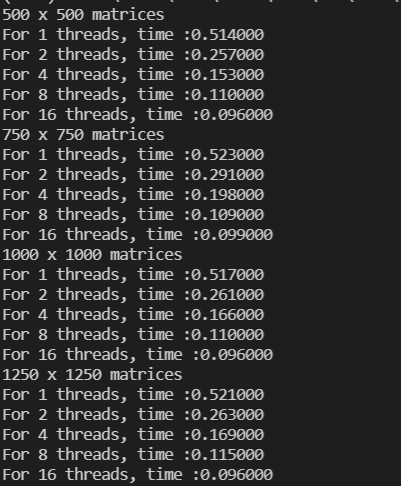 500 x 500 matrices
For 1 threads, time :0.514000
For 2 threads, time :0.257000
For 4 threads, time :0.153000
For 8 threads, time :0.110000
For 16 threads, time :0.096000
750 x 750 matrices
For 1 threads, time :0.523000
For 2 threads, time :0.291000
For 4 threads, time :0.198000
For 8 threads, time :0.109000
For 16 threads, time :0.099000
1000 x 1000 matrices
For 1 threads, time :0.517000
For 2 threads, time :0.261000
For 4 threads, time :0.166000
For 8 threads, time :0.110000
For 16 threads, time :0.096000
1250 x 1250 matrices
For 1 threads, time :0.521000
For 2 threads, time :0.263000
For 4 threads, time :0.169000
For 8 threads, time :0.115000
For 16 threads, time :0.096000